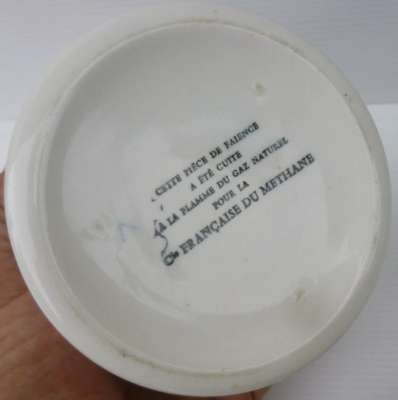 CETTE PIÈCE DE FAIENCE
A ÉTÉ CUITE
A LA FLAMME DU GAZ NATUREL
POUR LA
Cie FRANÇAISE DU METHANE